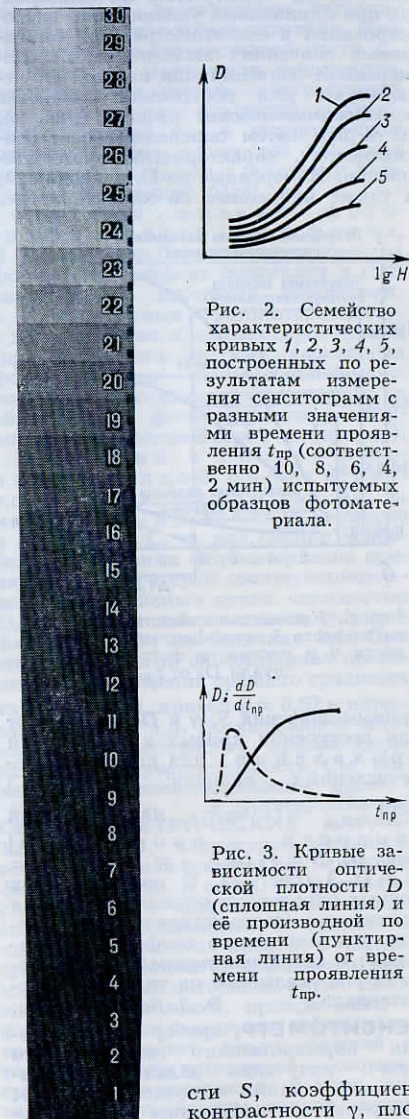 30
29
28
27
26
25
24
23
22
21
20
19
18
17
16
15
14
13
12
11
10
9
8
7
6
5
4
3
2
1
D
1
2
3
4
5
lg H
Рис. 2. Семейство
характеристических
кривых 1, 2, 3, 4, 5,
построенных по ре-
зультатам измере-
ния сенситограмм с
разными значения-
ми времени прояв-
ления tпр (соответст-
венно 10, 8, 6, 4,
2 мин) испытуемых
образцов фотомате-
риала.
D; dD/dtпр
tпр
Рис. 3. Кривые за-
висимости оптиче-
ской плотности D
(сплошная линия) и
её производной по
времени (пунктир-
ная линия) от вре-
мени проявления
tпр.
сти S, коэффициен
контрастности γ, пло